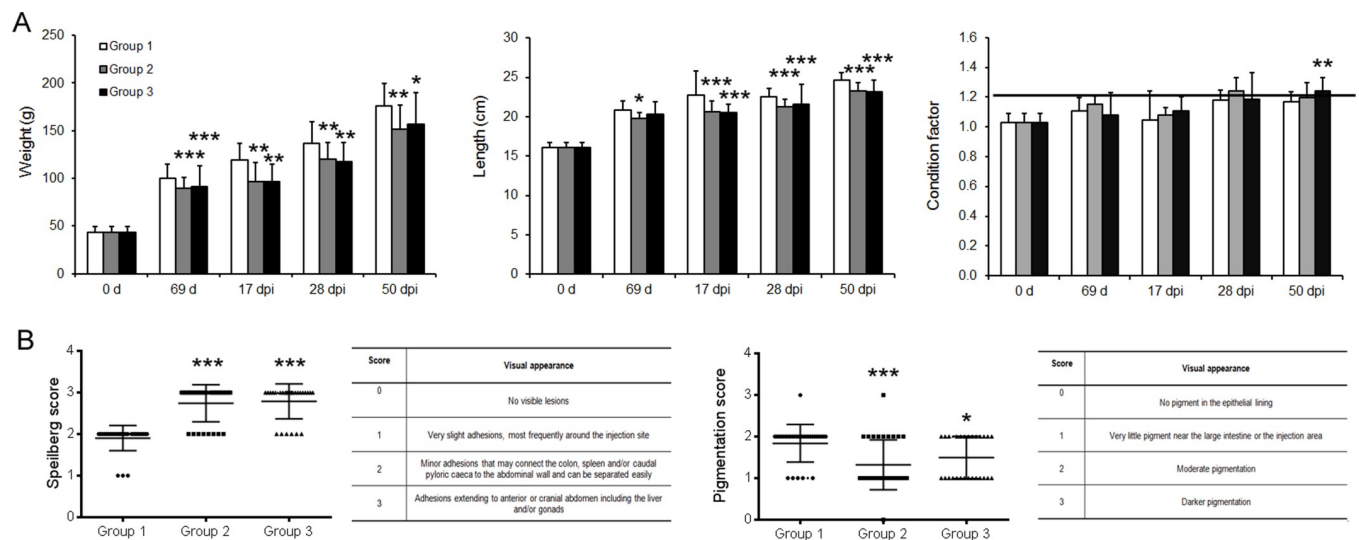 A
Weight (g)
250
200
150
100
50
0
Group 1
Group 2
Group 3
***
***
**
**
**
**
**
*
0 d
69 d
17 dpi
28 dpi
50 dpi
Length (cm)
30
25
20
15
10
5
0
*
***
***
***
***
***
***
0 d
69 d
17 dpi
28 dpi
50 dpi
Condition factor
1.6
1.4
1.2
1.0
0.8
0.6
0.4
0.2
0.0
**
0 d
69 d
17 dpi
28 dpi
50 dpi
B
Speilberg score
4
3
2
1
0
***
***
Group 1
Group 2
Group 3
Score
Visual appearance
0
No visible lesions
1
Very slight adhesions, most frequently around the injection site
2
Minor adhesions that may connect the colon, spleen and/or caudal
pyloric caeca to the abdominal wall and can be separated easily
3
Adhesions extending to anterior or cranial abdomen including the liver
and/or gonads
Pigmentation score
4
3
2
1
0
***
*
Group 1
Group 2
Group 3
Score
Visual appearance
0
No pigment in the epithelial lining
1
Very little pigment near the large intestine or the injection area
2
Moderate pigmentation
3
Darker pigmentation